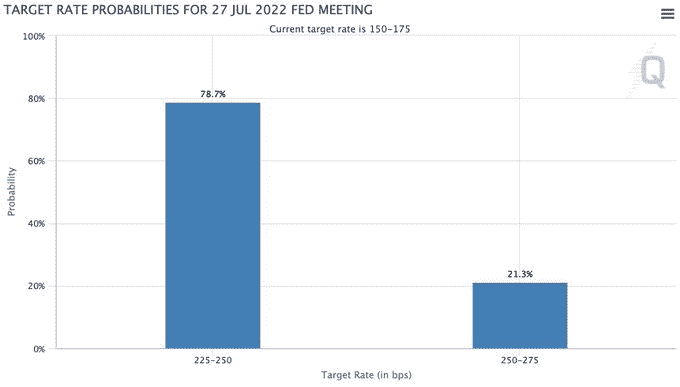 TARGET RATE PROBABILITIES FOR 27 JUL 2022 FED MEETING
Current target rate is 150-175
100%
Q
78.7%
80%
60%
Probability
40%
21.3%
20%
0%
225-250
250-275
Target Rate (in bps)